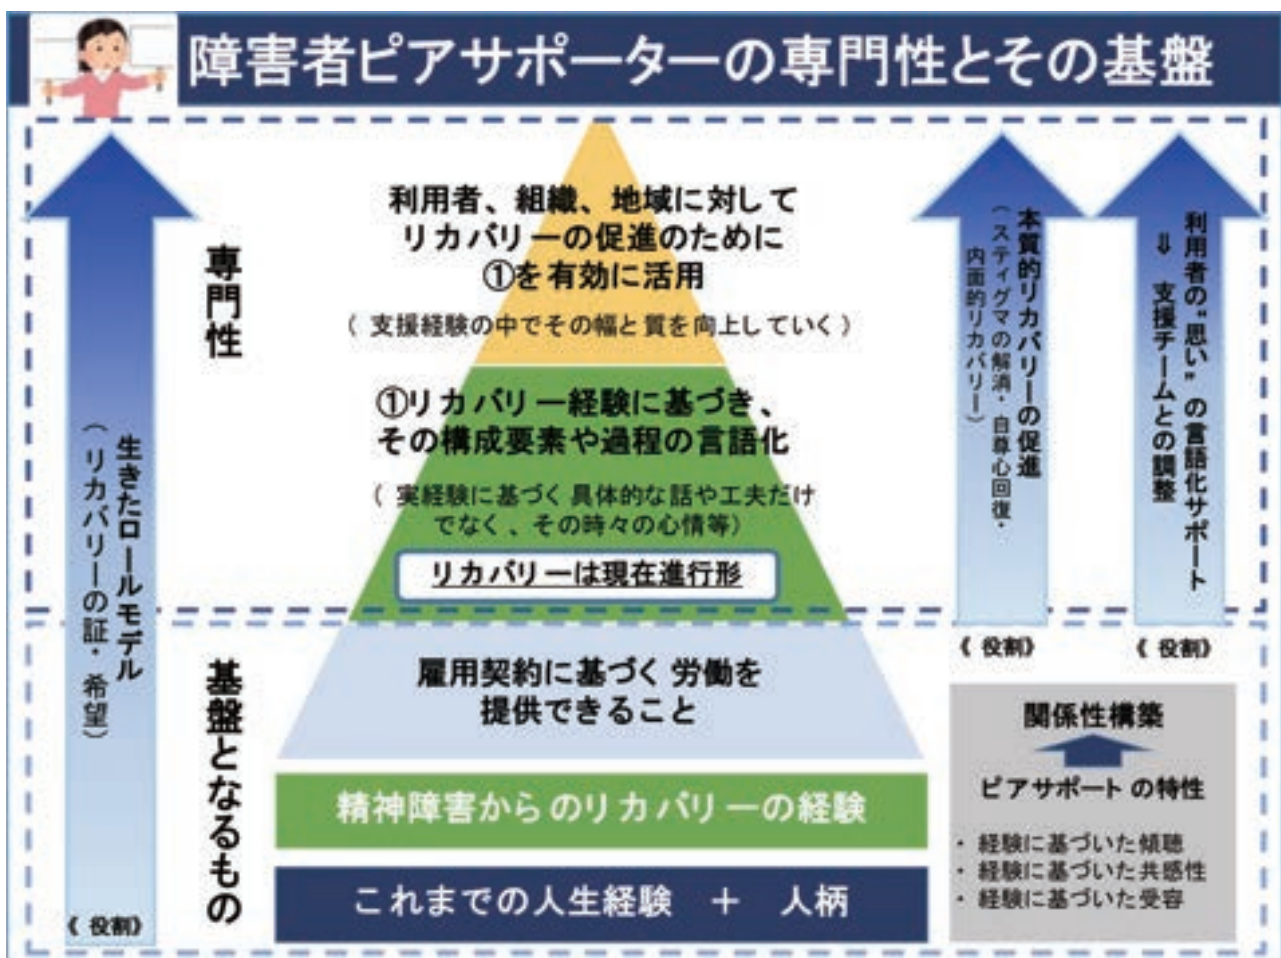 障害者ピアサポーターの専門性とその基盤
専門性
利用者、組織、地域に対して
リカバリーの促進のために
①を有効に活用
（支援経験の中でその幅と質を向上していく）
①リカバリー経験に基づき、
その構成要素や過程の言語化
（実経験に基づく具体的な話や工夫だけ
でなく、その時々の心情等）
リカバリーは現在進行形
基盤となるもの
雇用契約に基づく労働を
提供できること
精神障害からのリカバリーの経験
これまでの人生経験　＋　人柄
生きたロールモデル
（リカバリーの証・希望）
《役割》
本質的リカバリーの促進
（スティグマの解消・自尊心回復・
内面的リカバリー）
《役割》
利用者の“思い”の言語化サポート
⇓ 支援チームとの調整
《役割》
関係性構築
ピアサポートの特性
・経験に基づいた傾聴
・経験に基づいた共感性
・経験に基づいた受容